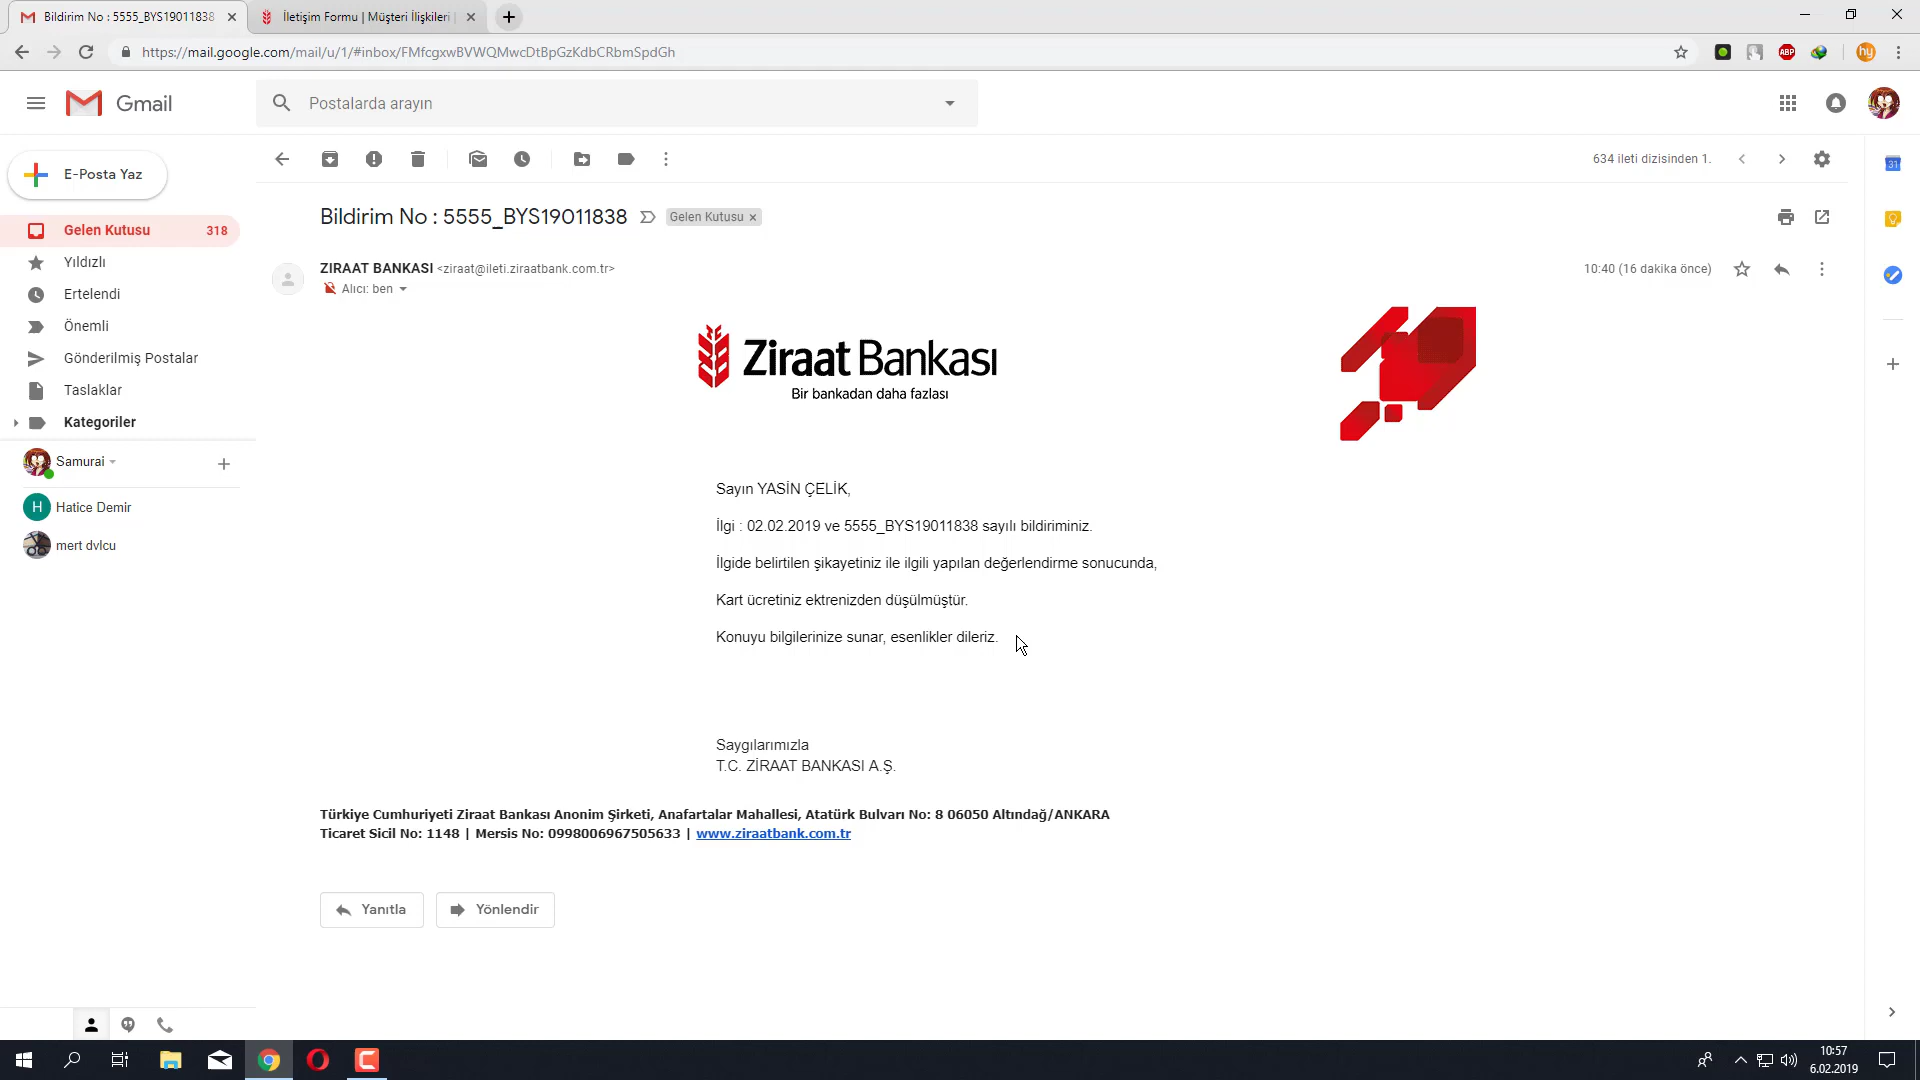 Bildirim No : 5555_BYS19011838
İletişim Formu | Müşteri İlişkileri |
https://mail.google.com/mail/u/1/#inbox/FMfcgxwBVWQMwcDtBpGzKdbCRbmSpdGh
ABP
hy
Gmail
Postalarda arayın
E-Posta Yaz
634 ileti dizisinden 1.
31
Gelen Kutusu 318
Yıldızlı
Ertelendi
Önemli
Gönderilmiş Postalar
Taslaklar
Kategoriler
Samurai
H Hatice Demir
mert dvlcu
Bildirim No : 5555_BYS19011838 Gelen Kutusu x
ZIRAAT BANKASI <ziraat@ileti.ziraatbank.com.tr>
10:40 (16 dakika önce)
Alıcı: ben
Ziraat Bankası
Bir bankadan daha fazlası
Sayın YASİN ÇELİK,
İlgi : 02.02.2019 ve 5555_BYS19011838 sayılı bildiriminiz.
İlgide belirtilen şikayetiniz ile ilgili yapılan değerlendirme sonucunda,
Kart ücretiniz ektrenizden düşülmüştür.
Konuyu bilgilerinize sunar, esenlikler dileriz.
Saygılarımızla
T.C. ZİRAAT BANKASI A.Ş.
Türkiye Cumhuriyeti Ziraat Bankası Anonim Şirketi, Anafartalar Mahallesi, Atatürk Bulvarı No: 8 06050 Altındağ/ANKARA
Ticaret Sicil No: 1148 | Mersis No: 0998006967505633 | www.ziraatbank.com.tr
Yanıtla
Yönlendir
10:57
6.02.2019